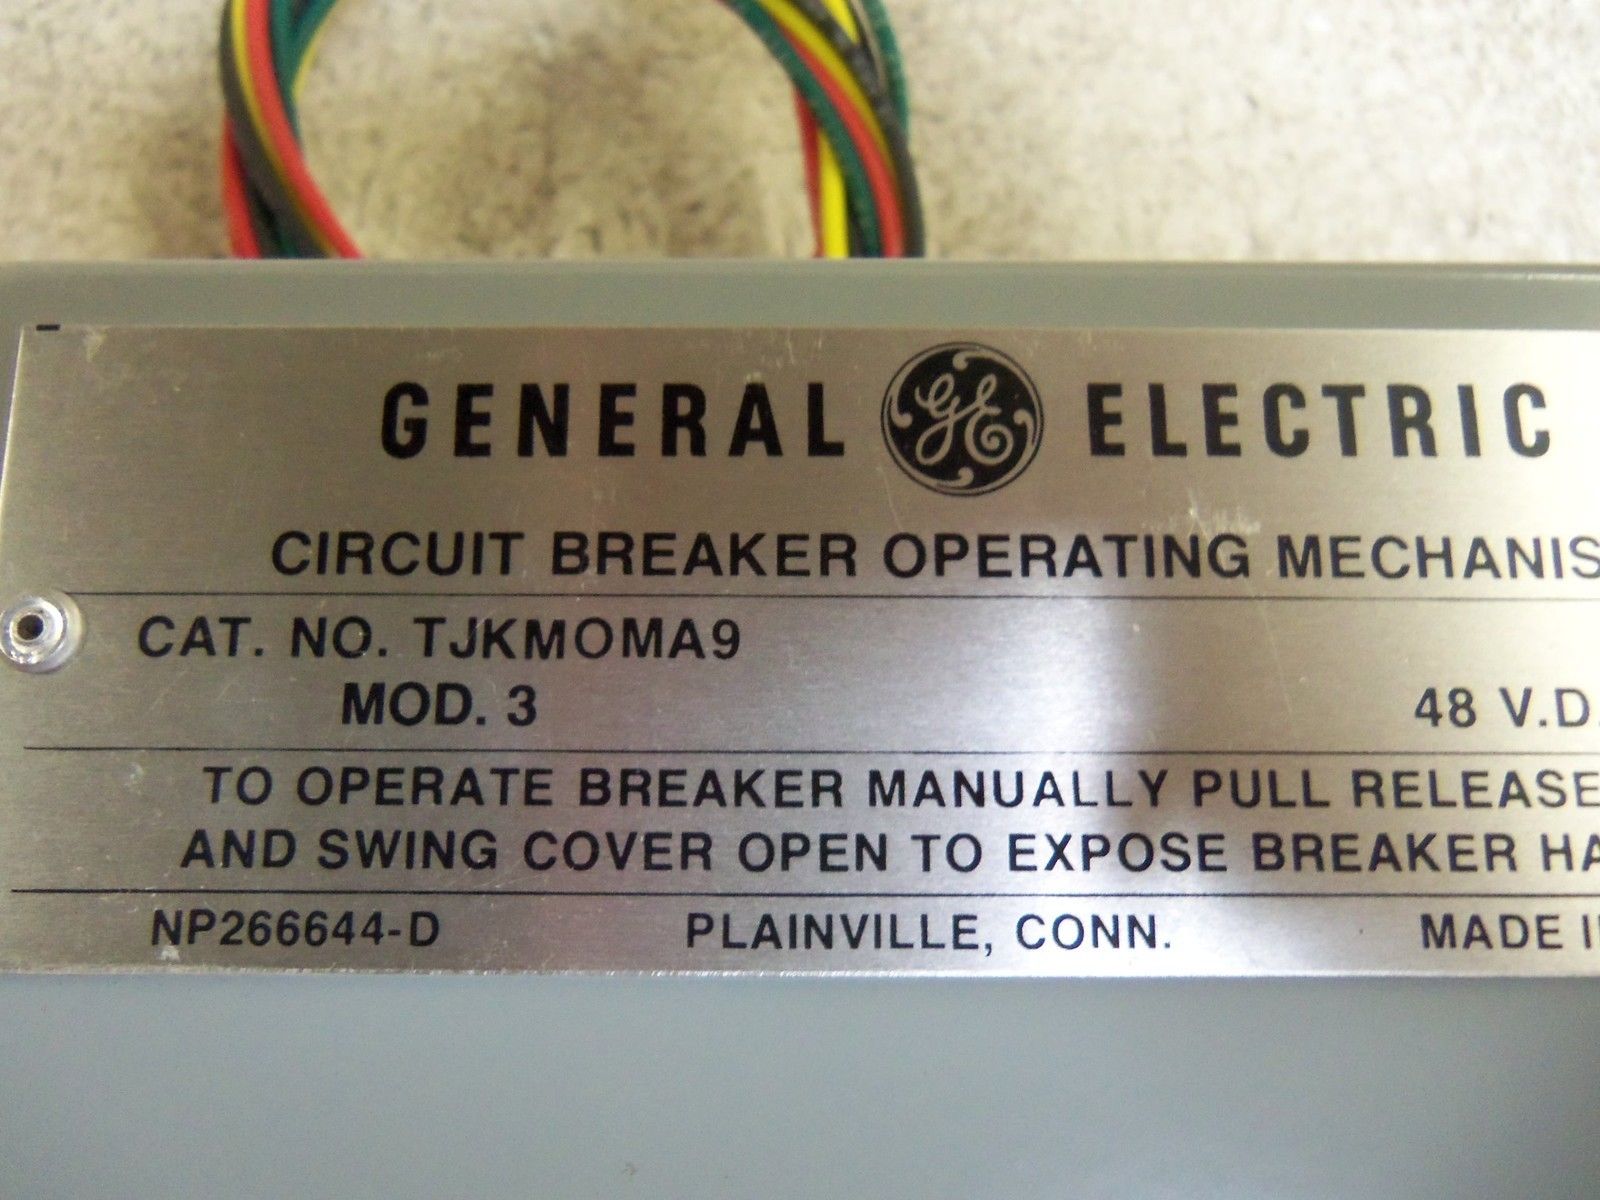 GENERAL GE ELECTRIC
CIRCUIT BREAKER OPERATING MECHANIS
CAT. NO. TJKMOMA9
MOD. 3 48 V.D.
TO OPERATE BREAKER MANUALLY PULL RELEASE
AND SWING COVER OPEN TO EXPOSE BREAKER HA
NP266644-D PLAINVILLE, CONN. MADE I